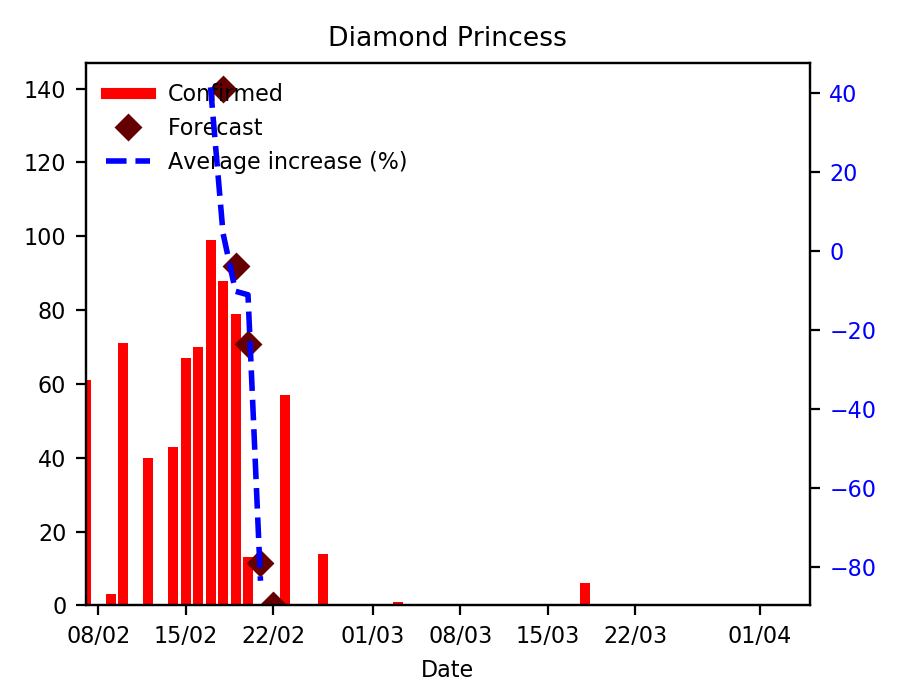 Diamond Princess
Confirmed
Forecast
Average increase (%)
140
120
100
80
60
40
20
0
40
20
0
−20
−40
−60
−80
08/02 15/02 22/02 01/03 08/03 15/03 22/03 01/04
Date